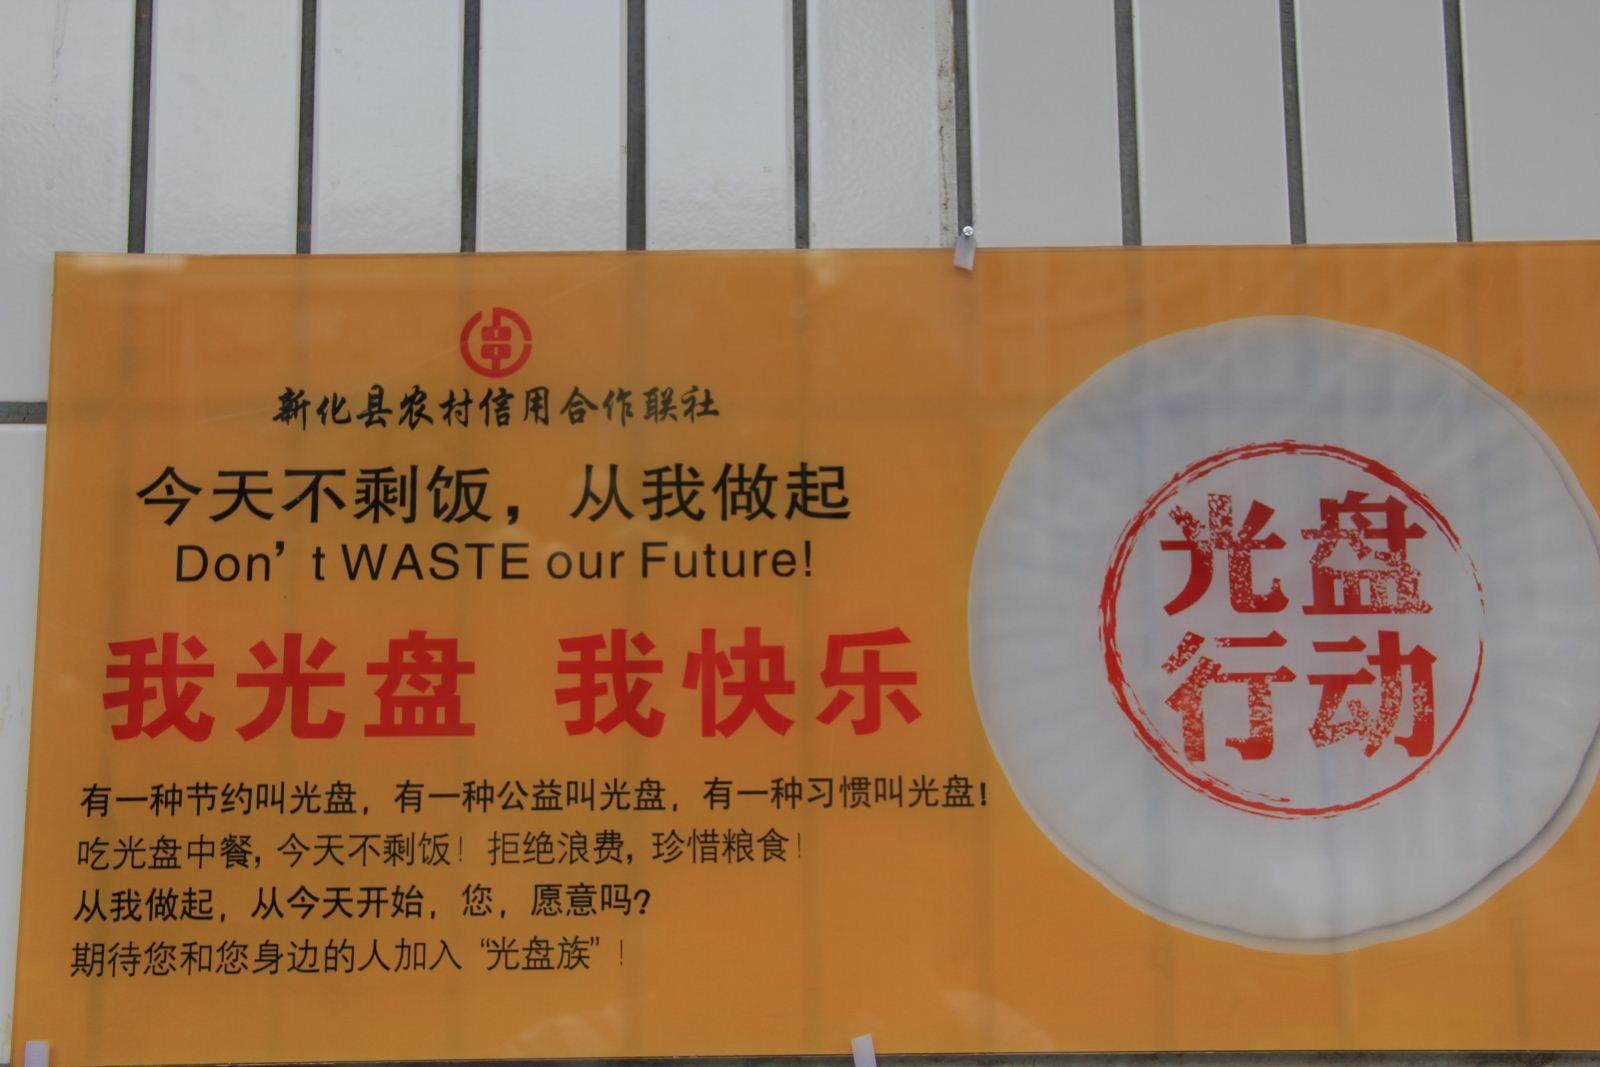 新化县农村信用合作联社
今天不剩饭，从我做起
Don't WASTE our Future!
我光盘 我快乐
有一种节约叫光盘，有一种公益叫光盘，有一种习惯叫光盘！
吃光盘中餐，今天不剩饭！拒绝浪费，珍惜粮食！
从我做起，从今天开始，您，愿意吗？
期待您和您身边的人加入“光盘族”！
光盘
行动